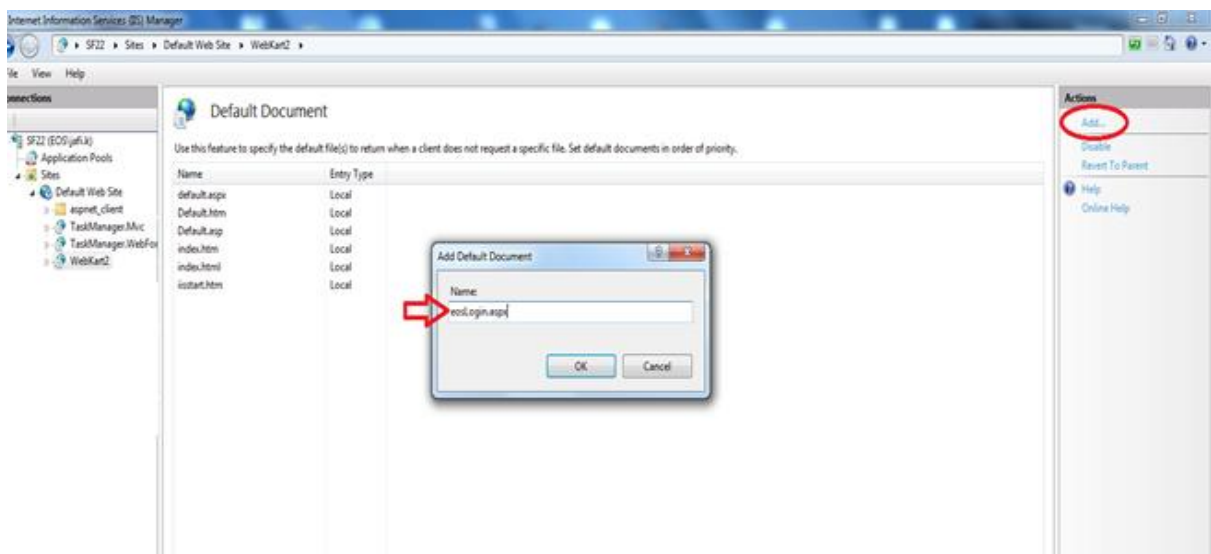 Internet Information Services (IIS) Manager
SF22 Sites Default Web Site WebKart2
File View Help
onnections
SF22 (EOS\jafi.k)
Application Pools
Sites
Default Web Site
aspnet_client
TaskManager.Mvc
TaskManager.WebFor
WebKart2
Default Document
Use this feature to specify the default file(s) to return when a client does not request a specific file. Set default documents in order of priority.
Name Entry Type
default.aspx Local
Default.htm Local
Default.asp Local
index.htm Local
index.html Local
iisstart.htm Local
Add Default Document
Name:
eosLogin.aspx
OK Cancel
Actions
Add...
Disable
Revert To Parent
Help
Online Help